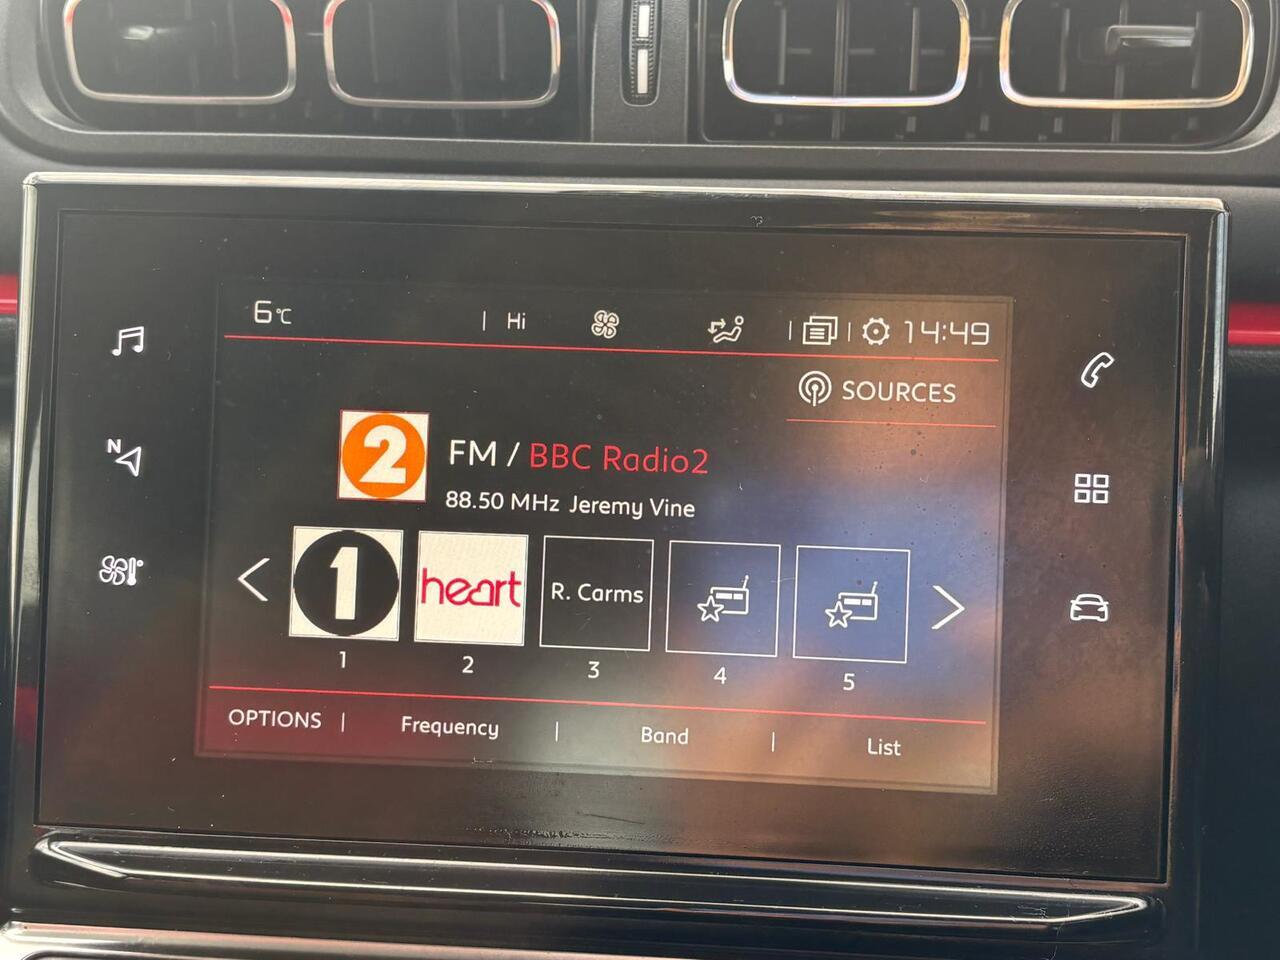 6°C | Hi | | 14:49
SOURCES
2 FM / BBC Radio2
88.50 MHz Jeremy Vine
N
1 heart R. Carms
1 2 3 4 5
OPTIONS | Frequency | Band | List